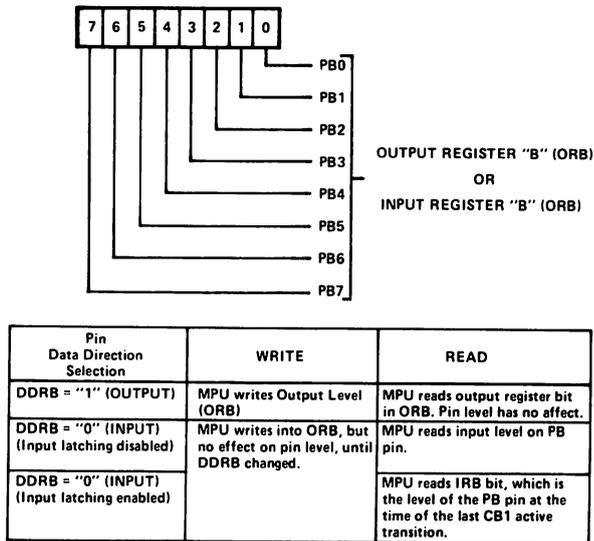 7 6 5 4 3 2 1 0
PB0
PB1
PB2
PB3
PB4
PB5
PB6
PB7
OUTPUT REGISTER "B" (ORB)
OR
INPUT REGISTER "B" (ORB)
Pin
Data Direction
Selection
WRITE
READ
DDRB = "1" (OUTPUT)
MPU writes Output Level
(ORB)
MPU reads output register bit
in ORB. Pin level has no affect.
DDRB = "0" (INPUT)
(Input latching disabled)
MPU writes into ORB, but
no effect on pin level, until
DDRB changed.
MPU reads input level on PB
pin.
DDRB = "0" (INPUT)
(Input latching enabled)
MPU reads IRB bit, which is
the level of the PB pin at the
time of the last CB1 active
transition.